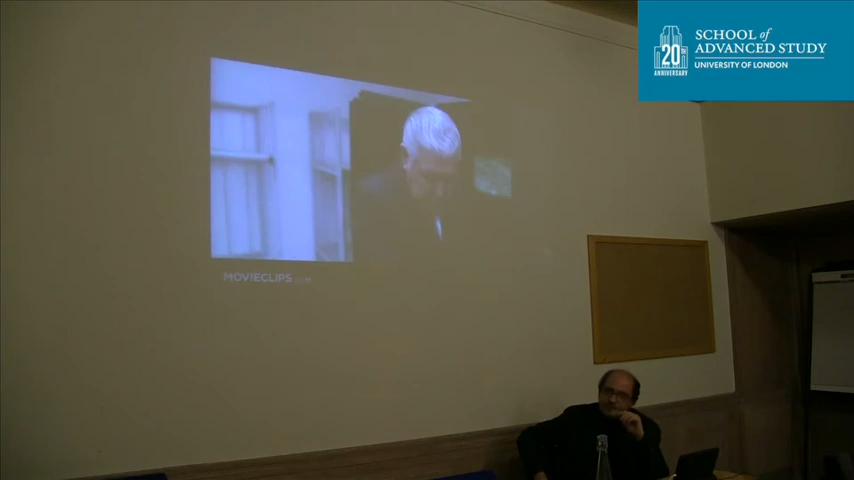 SCHOOL of
ADVANCED STUDY
UNIVERSITY OF LONDON
20TH
ANNIVERSARY
MOVIECLIPS